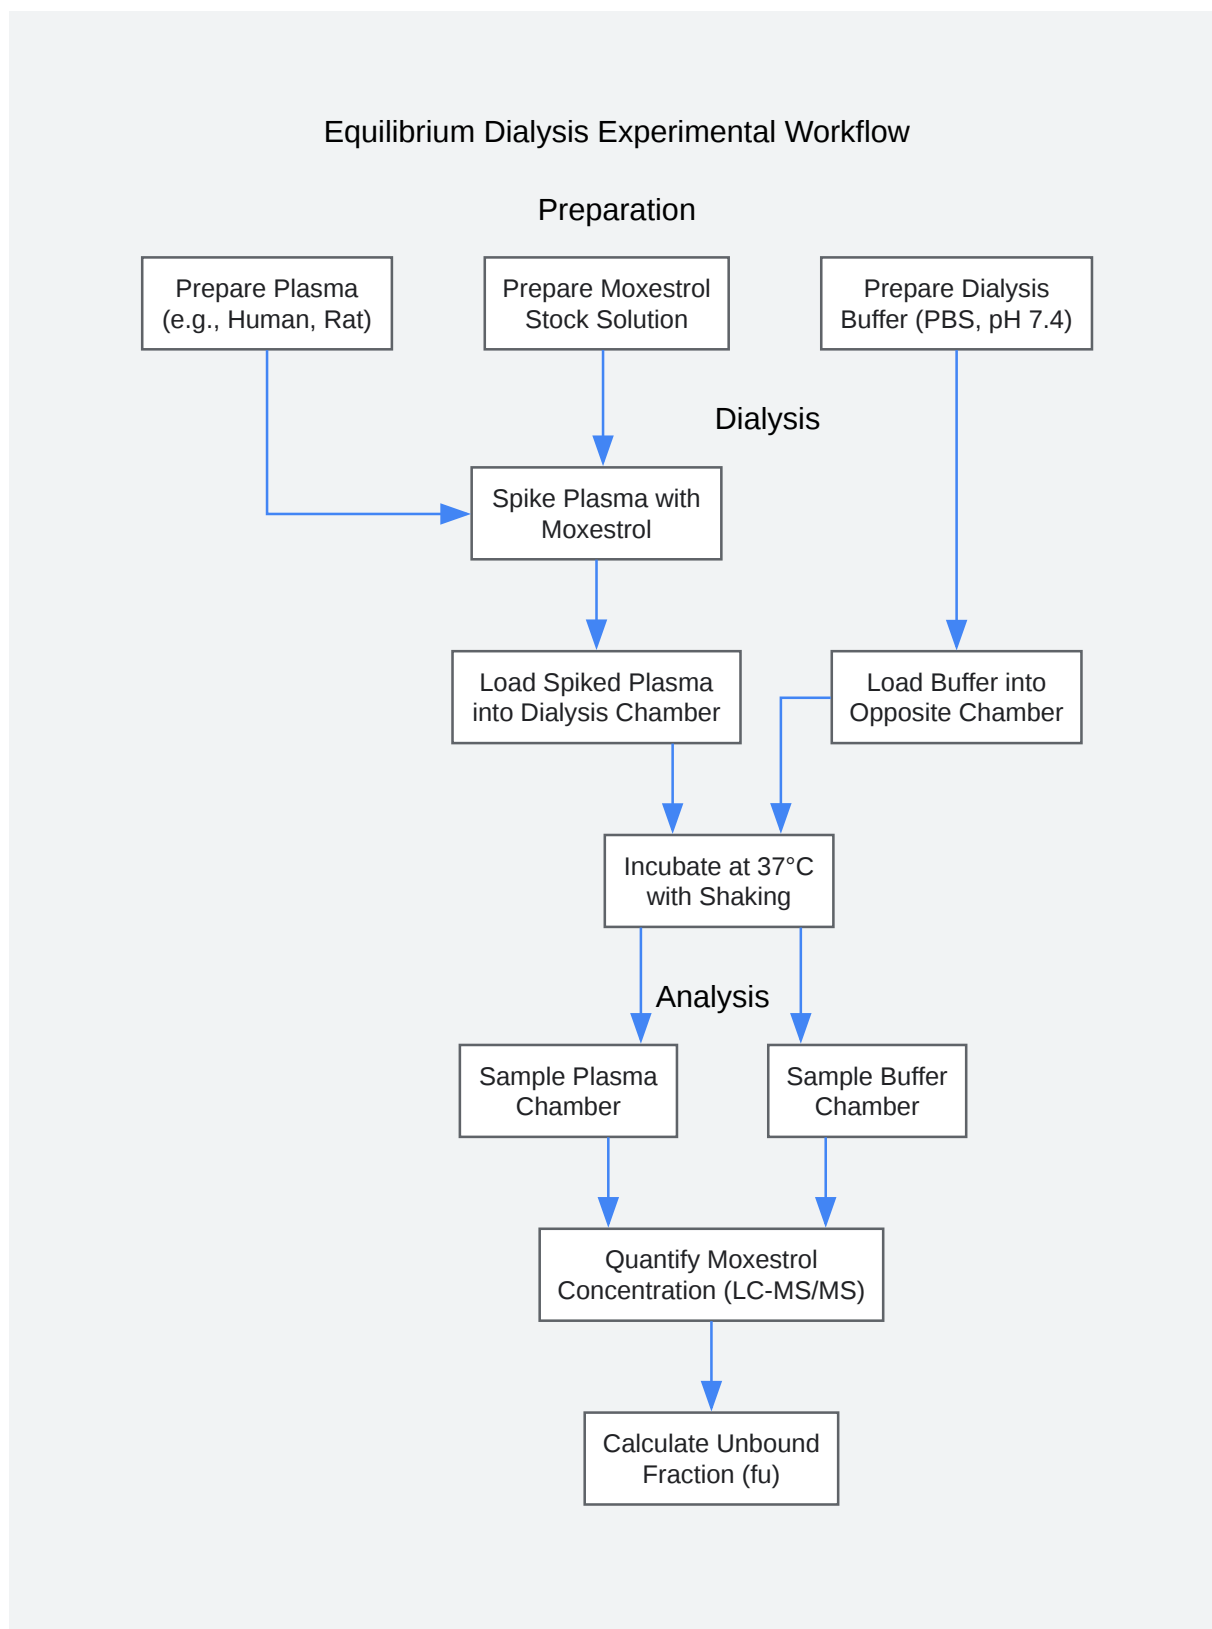 Equilibrium Dialysis Experimental Workflow
Preparation
Prepare Plasma
(e.g., Human, Rat)
Prepare Moxestrol
Stock Solution
Prepare Dialysis
Buffer (PBS, pH 7.4)
Dialysis
Spike Plasma with
Moxestrol
Load Spiked Plasma
into Dialysis Chamber
Load Buffer into
Opposite Chamber
Incubate at 37°C
with Shaking
Analysis
Sample Plasma
Chamber
Sample Buffer
Chamber
Quantify Moxestrol
Concentration (LC-MS/MS)
Calculate Unbound
Fraction (fu)